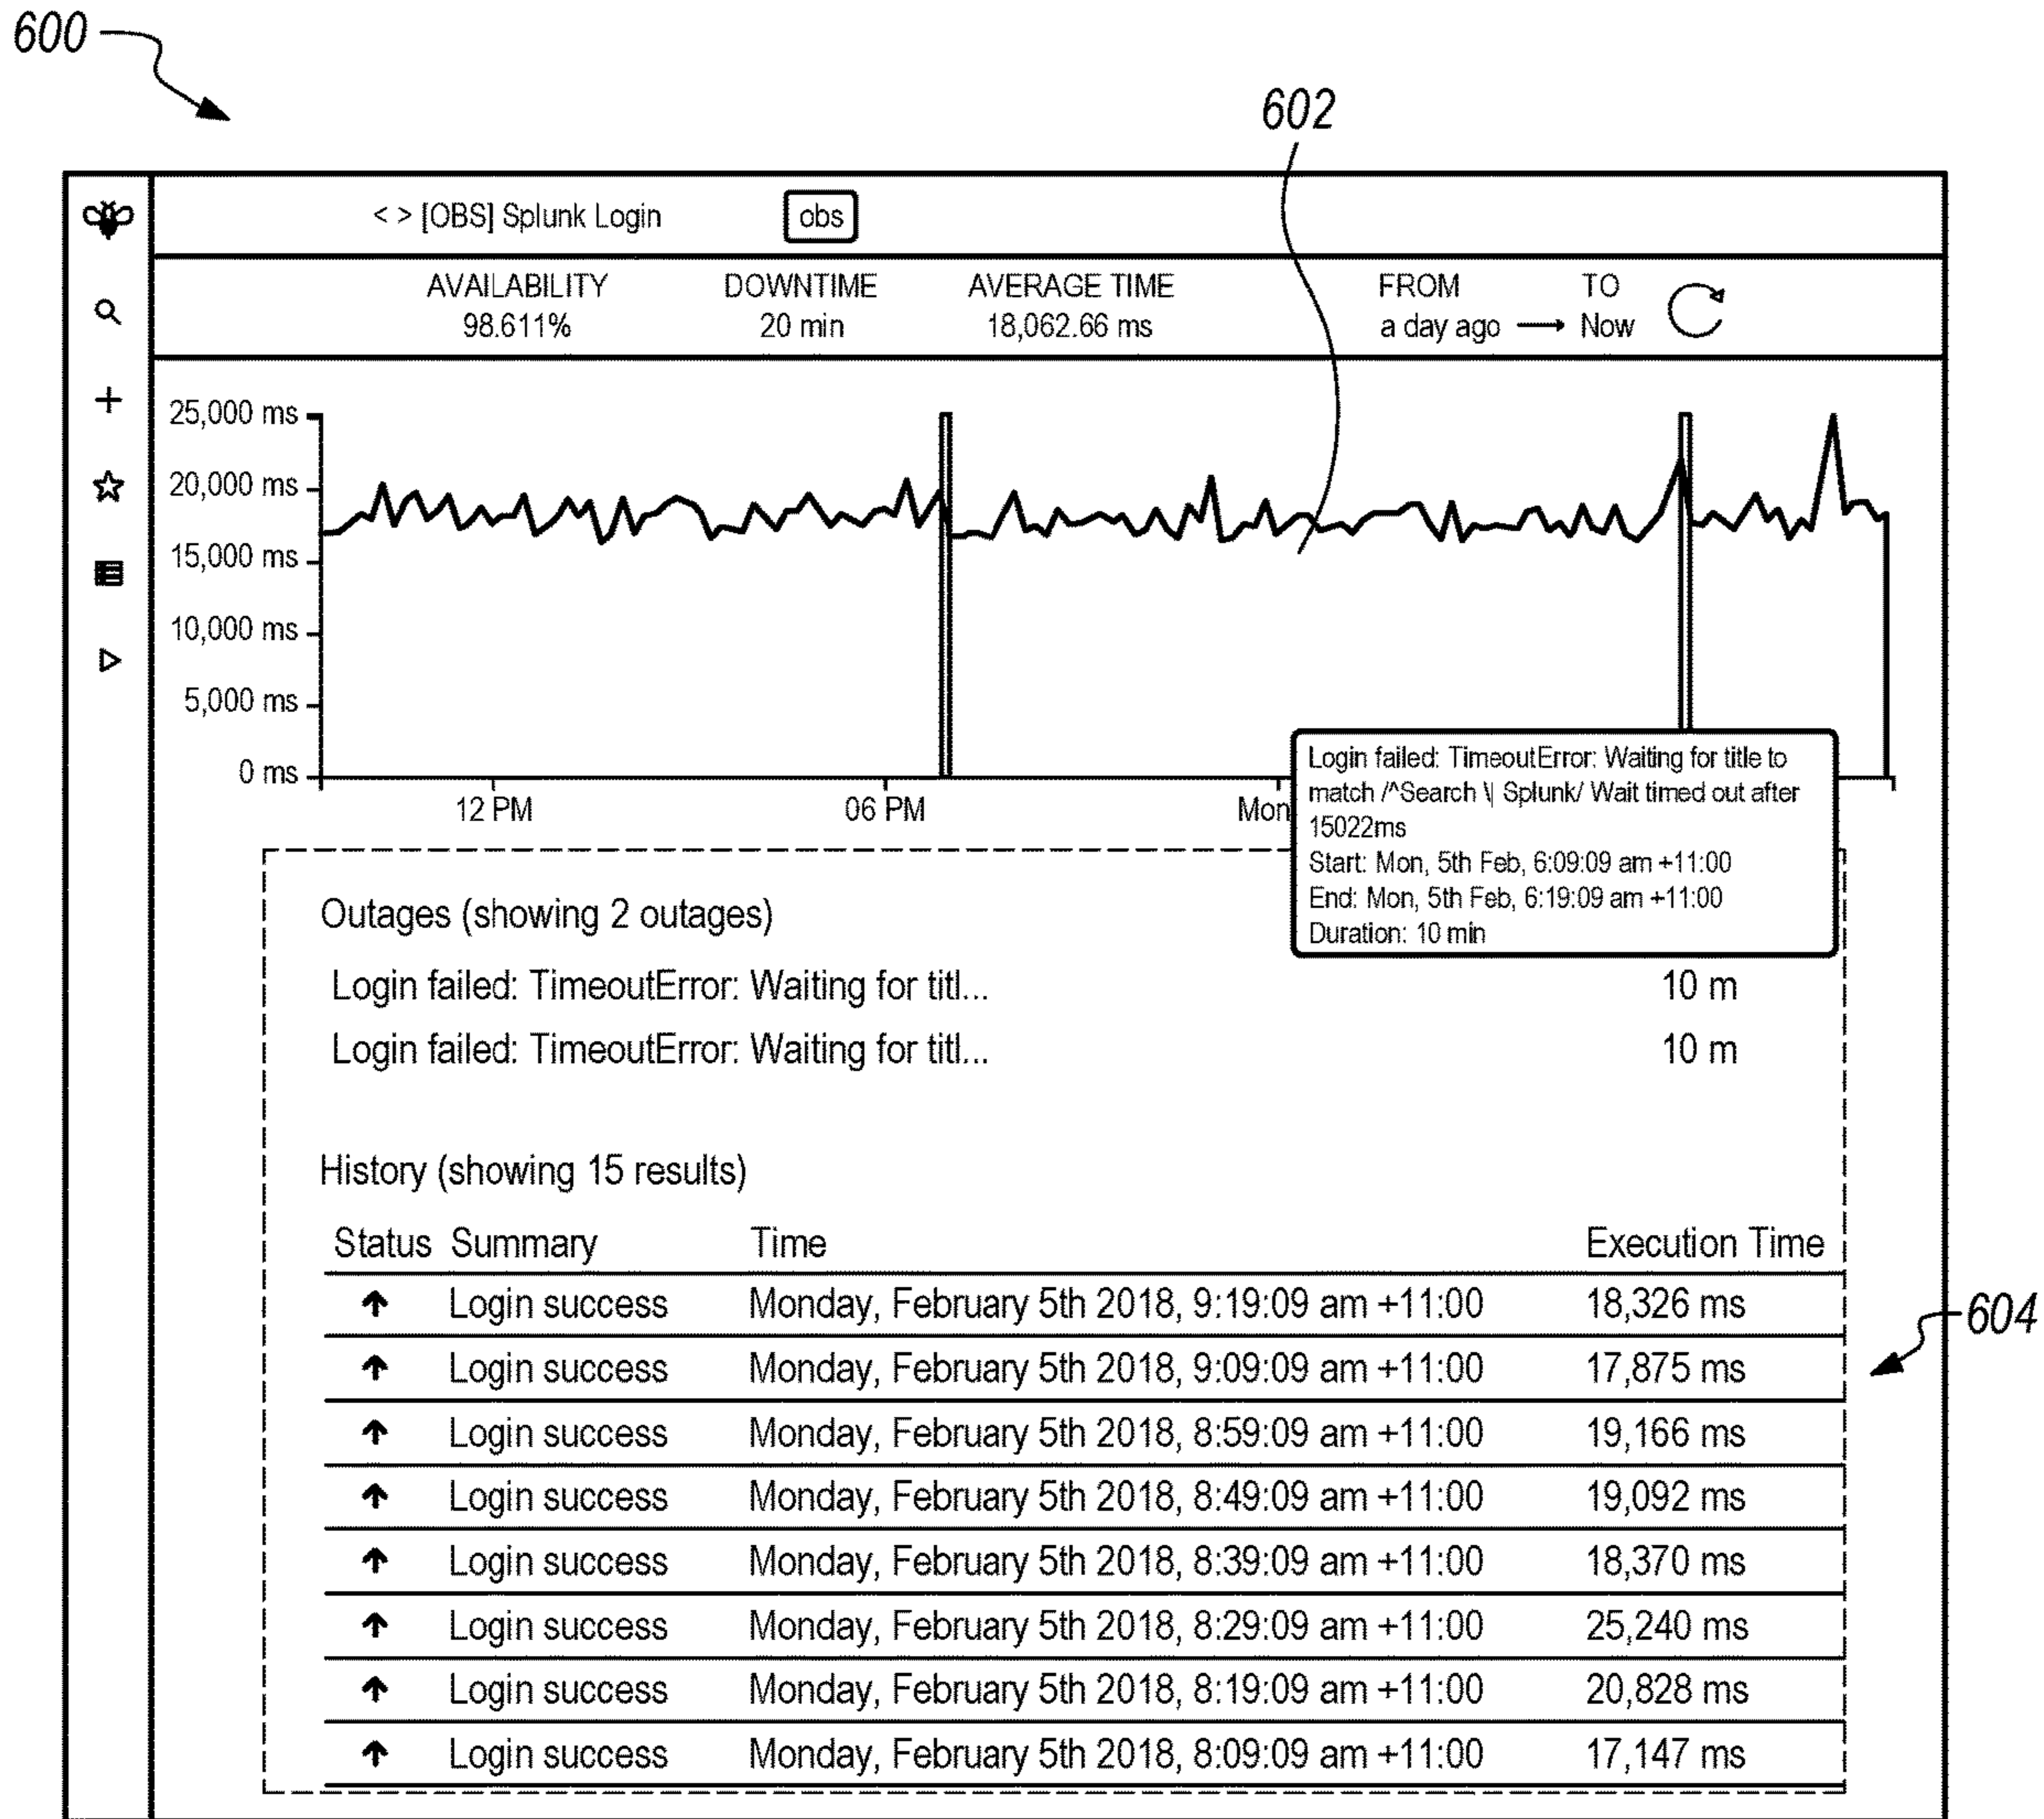 600
602
< > [OBS] Splunk Login obs
AVAILABILITY DOWNTIME AVERAGE TIME FROM TO
98.611% 20 min 18,062.66 ms a day ago → Now
25,000 ms
20,000 ms
15,000 ms
10,000 ms
5,000 ms
0 ms
12 PM 06 PM Mon
Login failed: TimeoutError: Waiting for title to
match /^Search \| Splunk/ Wait timed out after
15022ms
Start: Mon, 5th Feb, 6:09:09 am +11:00
End: Mon, 5th Feb, 6:19:09 am +11:00
Duration: 10 min
Outages (showing 2 outages)
Login failed: TimeoutError: Waiting for titl... 10 m
Login failed: TimeoutError: Waiting for titl... 10 m
History (showing 15 results)
Status Summary Time Execution Time
Login success Monday, February 5th 2018, 9:19:09 am +11:00 18,326 ms
604
Login success Monday, February 5th 2018, 9:09:09 am +11:00 17,875 ms
Login success Monday, February 5th 2018, 8:59:09 am +11:00 19,166 ms
Login success Monday, February 5th 2018, 8:49:09 am +11:00 19,092 ms
Login success Monday, February 5th 2018, 8:39:09 am +11:00 18,370 ms
Login success Monday, February 5th 2018, 8:29:09 am +11:00 25,240 ms
Login success Monday, February 5th 2018, 8:19:09 am +11:00 20,828 ms
Login success Monday, February 5th 2018, 8:09:09 am +11:00 17,147 ms